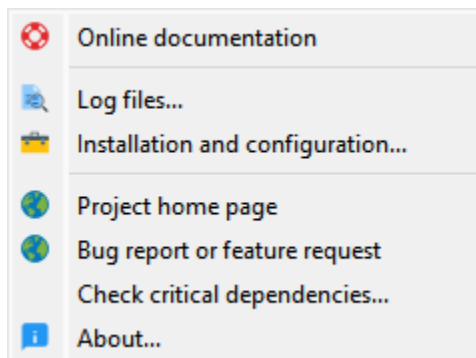 Online documentation
Log files...
Installation and configuration...
Project home page
Bug report or feature request
Check critical dependencies...
About...